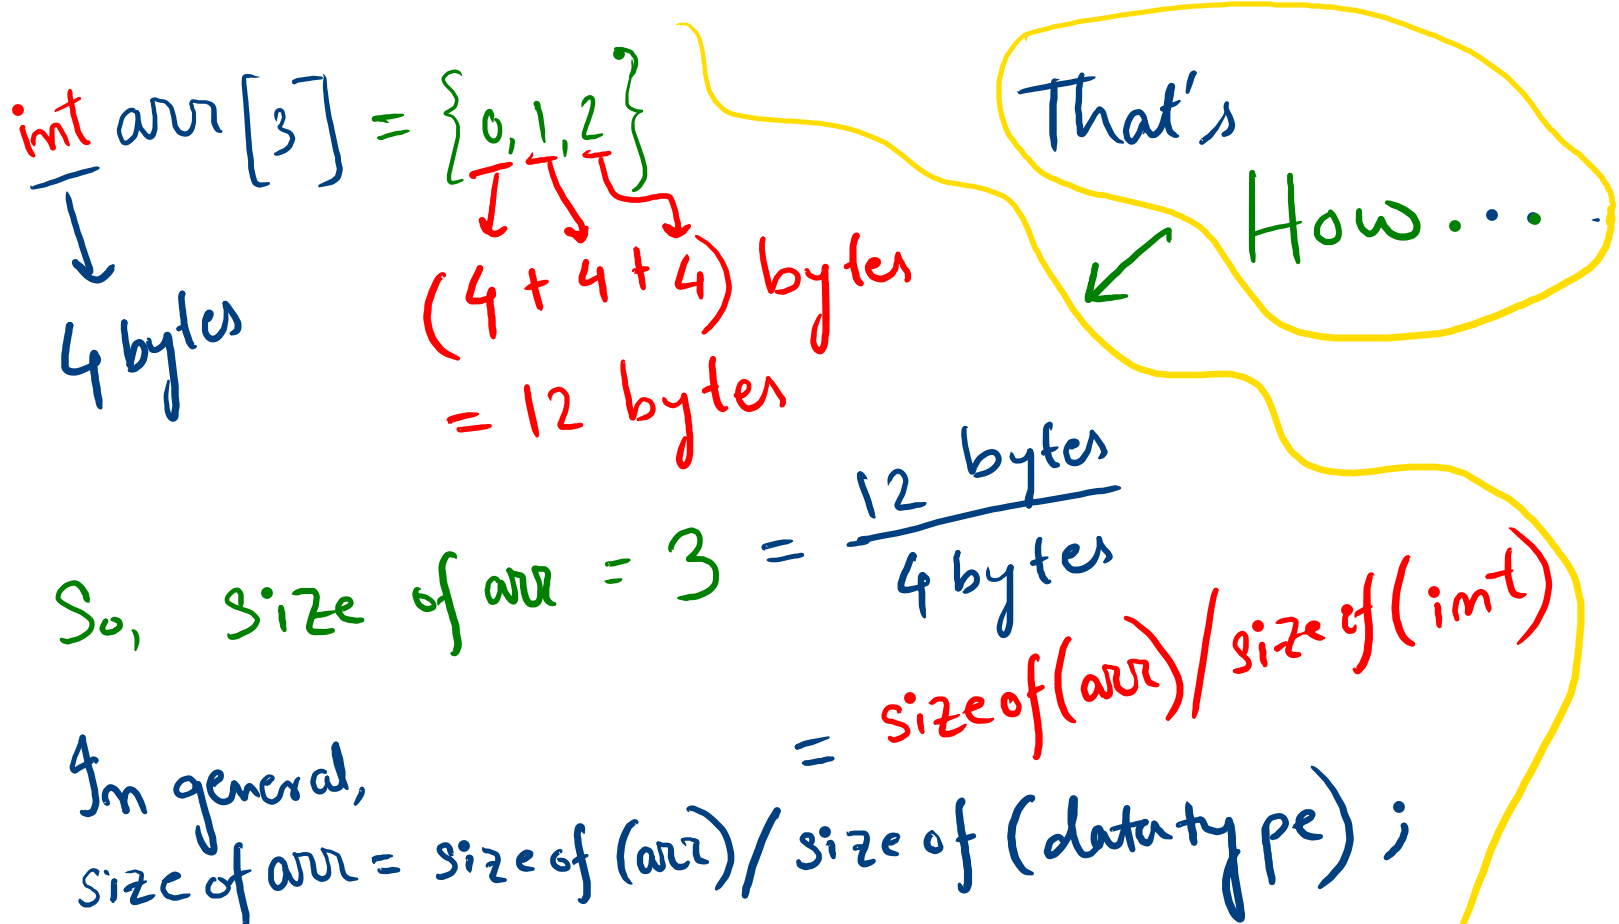 int arr[3] = {0,1,2}
4 bytes
(4+4+4) bytes
= 12 bytes
That's
How...
So, size of arr = 3 = 12 bytes / 4 bytes
= sizeof(arr)/sizeof(int)
In general,
size of arr = sizeof(arr)/sizeof(datatype);